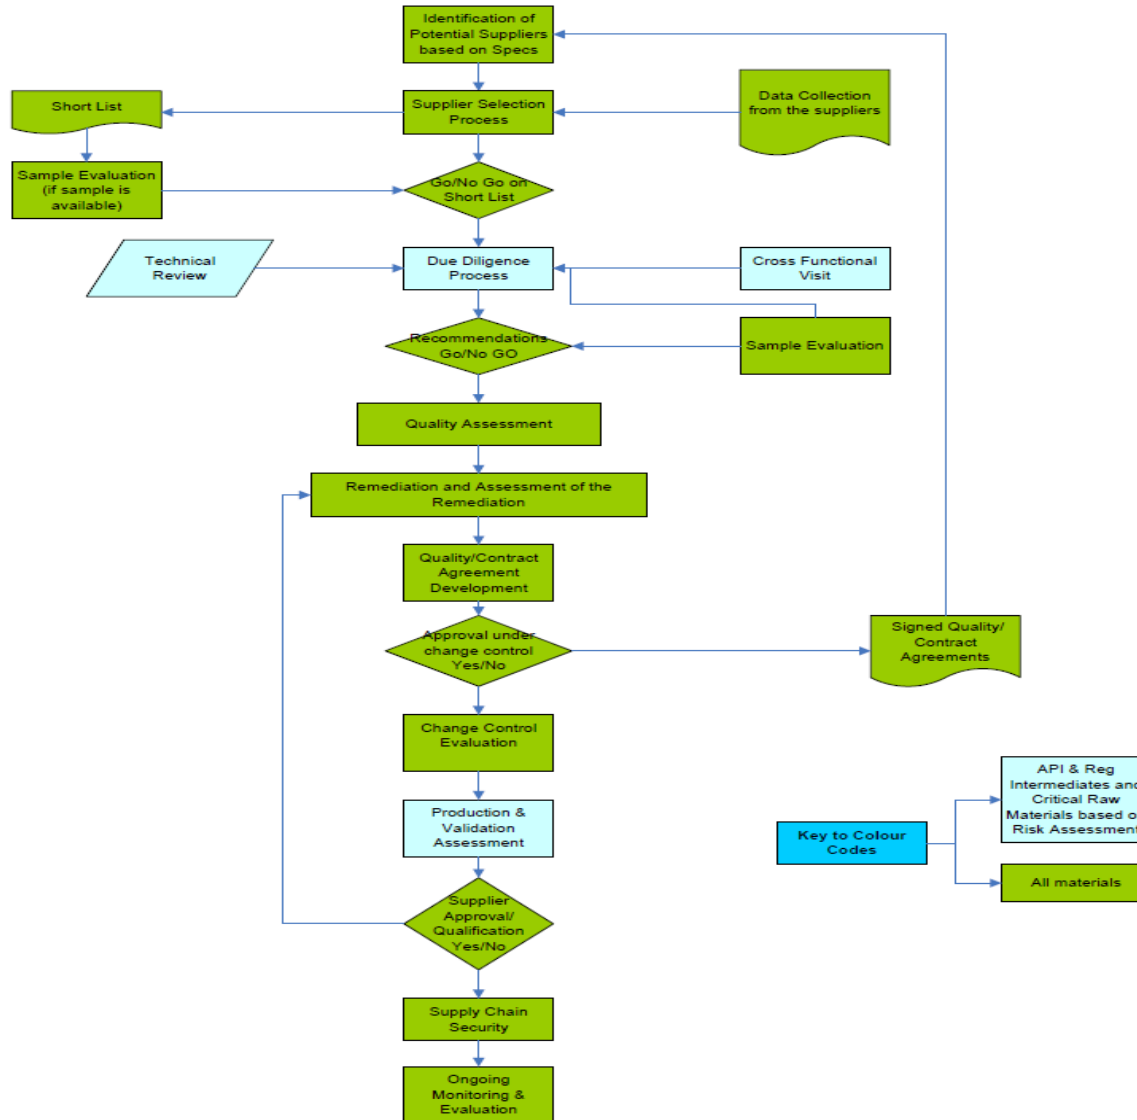 Identification of
Potential Suppliers
based on Specs
Short List
Supplier Selection
Process
Data Collection
from the suppliers
Sample Evaluation
(if sample is
available)
Go/No Go on
Short List
Technical
Review
Due Diligence
Process
Cross Functional
Visit
Recommendations
Go/No GO
Sample Evaluation
Quality Assessment
Remediation and Assessment of the
Remediation
Quality/Contract
Agreement
Development
Approval under
change control
Yes/No
Signed Quality/
Contract
Agreements
Change Control
Evaluation
Production &
Validation
Assessment
API & Reg
Intermediates and
Critical Raw
Materials based o
Risk Assessment
Key to Colour
Codes
All materials
Supplier
Approval/
Qualification
Yes/No
Supply Chain
Security
Ongoing
Monitoring &
Evaluation